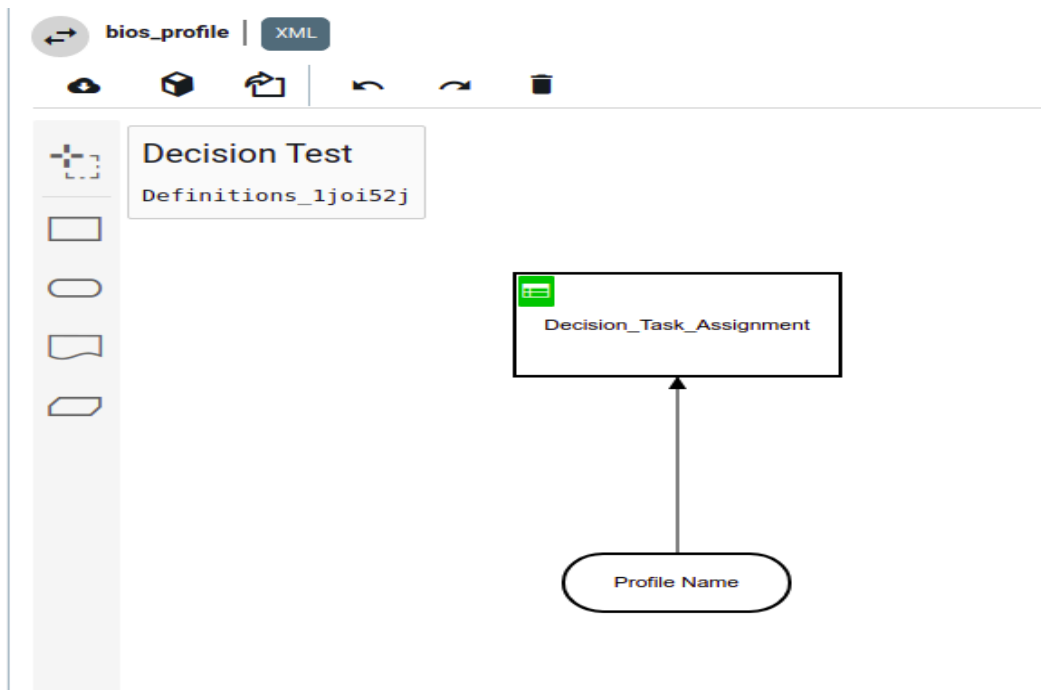 bios_profile | XML
Decision Test
Definitions_1joi52j
Decision_Task_Assignment
Profile Name